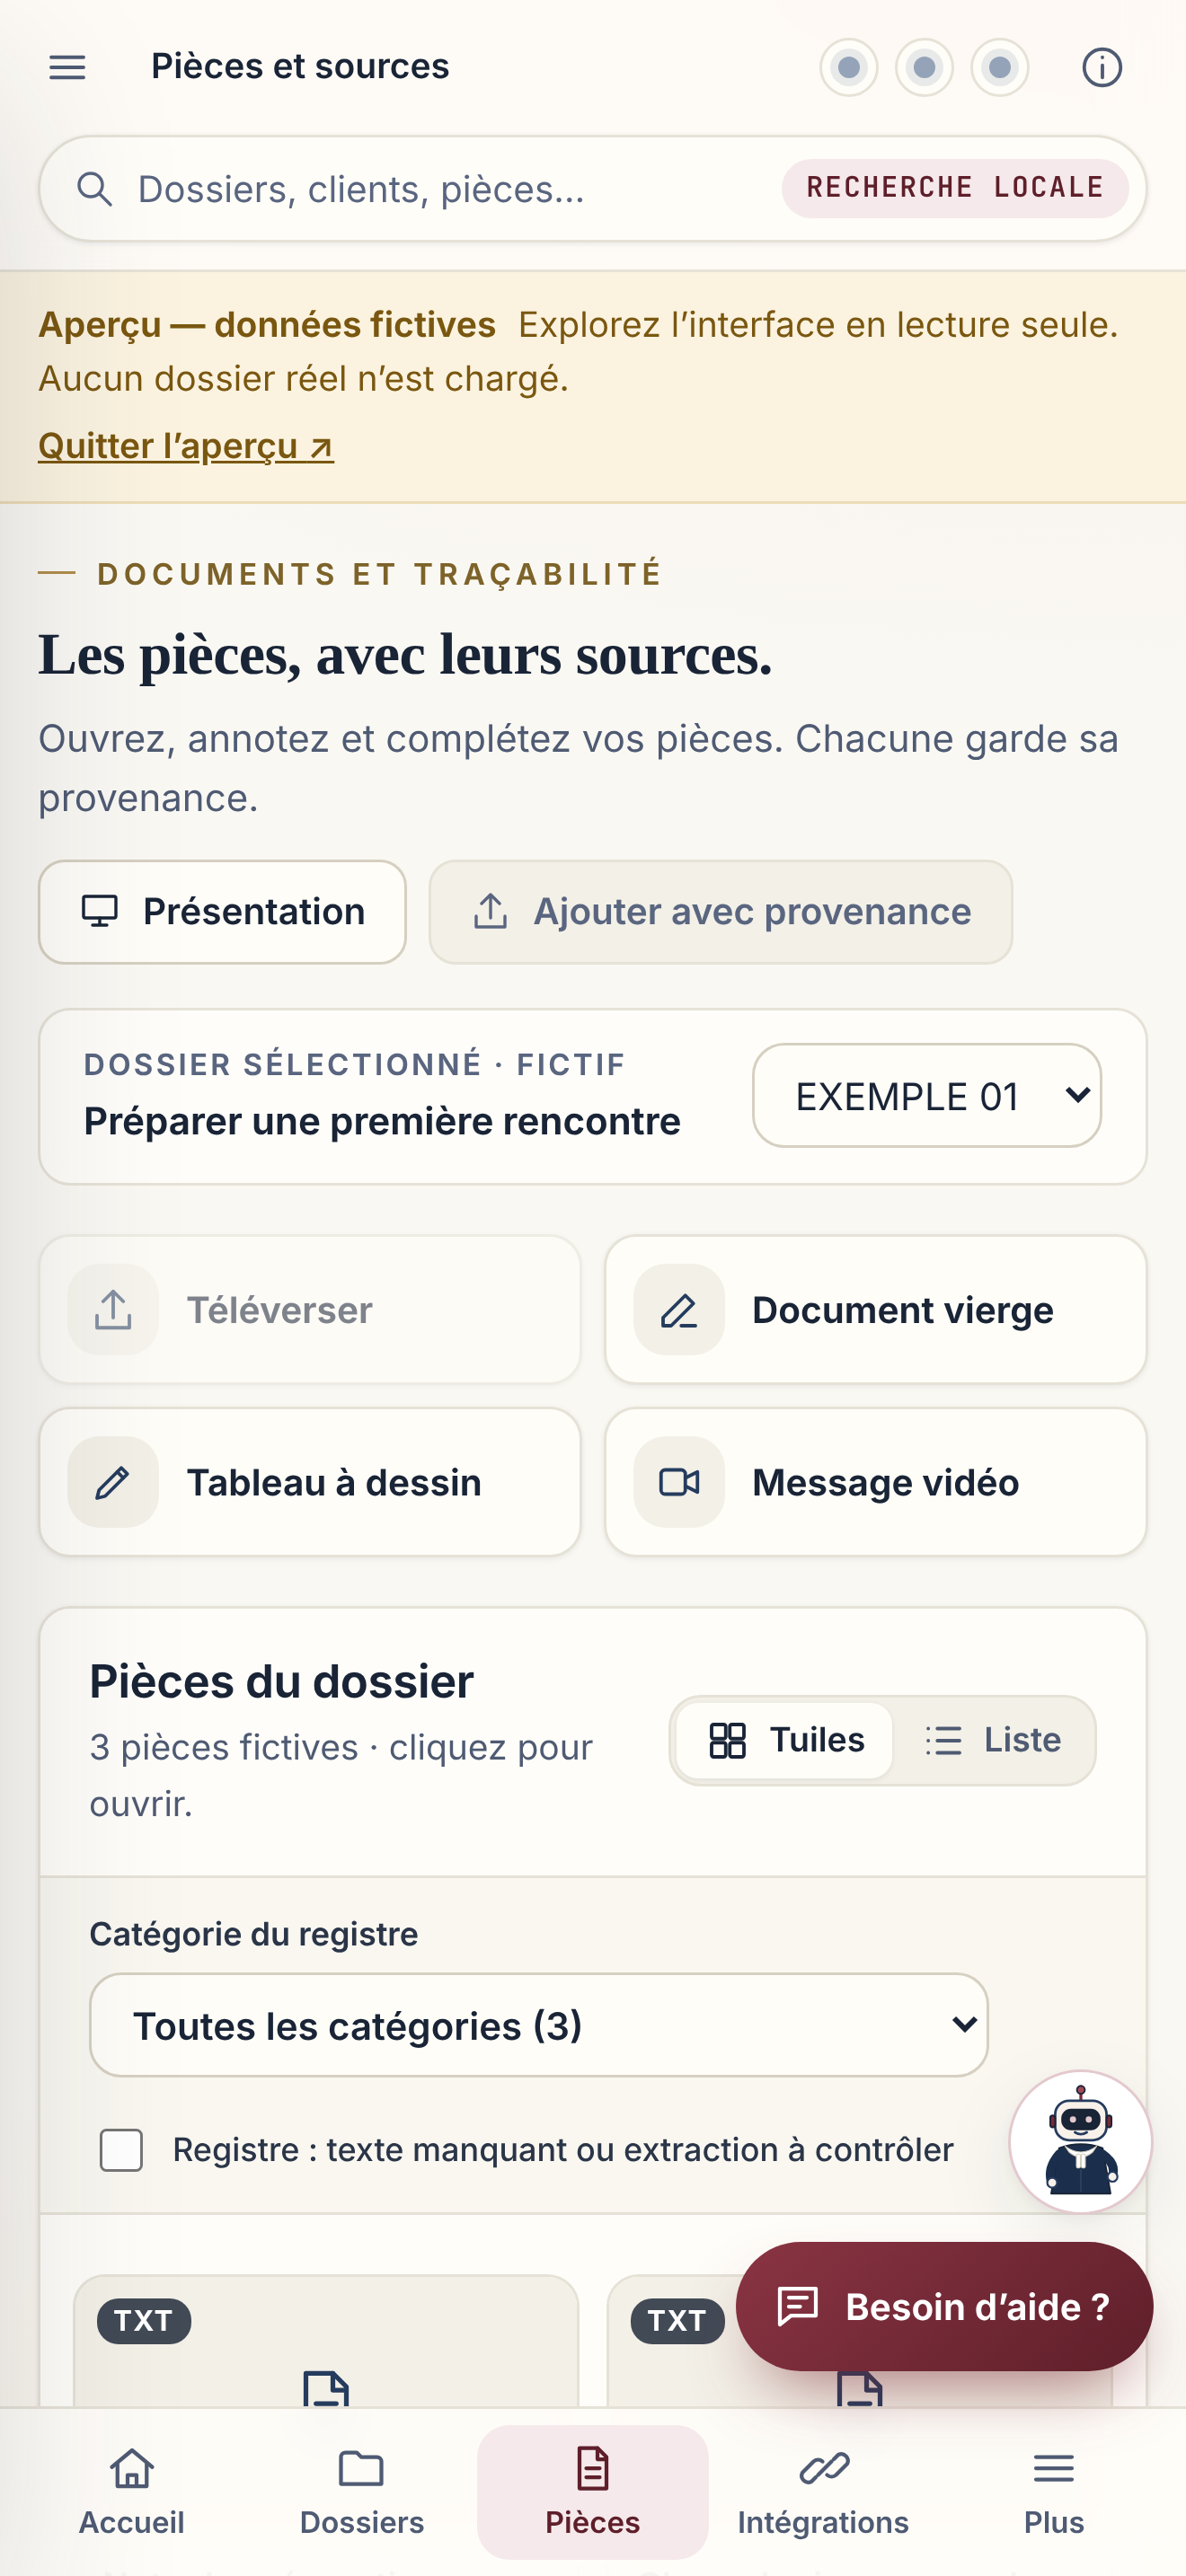 Pièces et sources
Dossiers, clients, pièces...
RECHERCHE LOCALE
Aperçu — données fictives Explorez l’interface en lecture seule.
Aucun dossier réel n’est chargé.
Quitter l’aperçu ↗
— DOCUMENTS ET TRAÇABILITÉ
Les pièces, avec leurs sources.
Ouvrez, annotez et complétez vos pièces. Chacune garde sa
provenance.
Présentation
Ajouter avec provenance
DOSSIER SÉLECTIONNÉ · FICTIF
Préparer une première rencontre
EXEMPLE 01
Téléverser
Document vierge
Tableau à dessin
Message vidéo
Pièces du dossier
3 pièces fictives · cliquez pour
ouvrir.
Tuiles
Liste
Catégorie du registre
Toutes les catégories (3)
Registre : texte manquant ou extraction à contrôler
TXT
TXT
Besoin d’aide ?
Accueil
Dossiers
Pièces
Intégrations
Plus